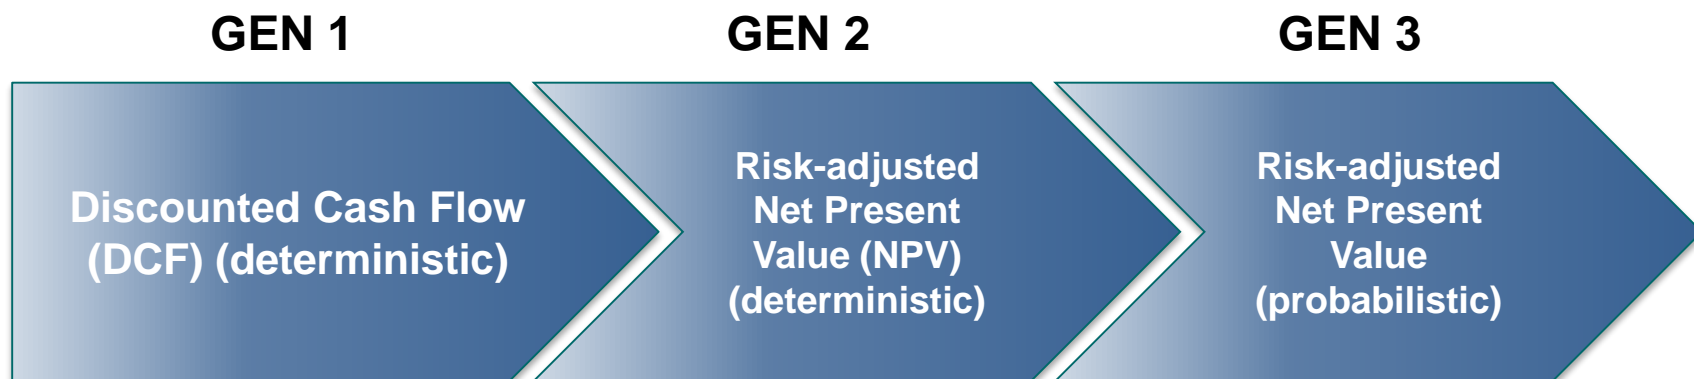 GEN 1
GEN 2
GEN 3
Discounted Cash Flow
(DCF) (deterministic)
Risk-adjusted
Net Present
Value (NPV)
(deterministic)
Risk-adjusted
Net Present
Value
(probabilistic)